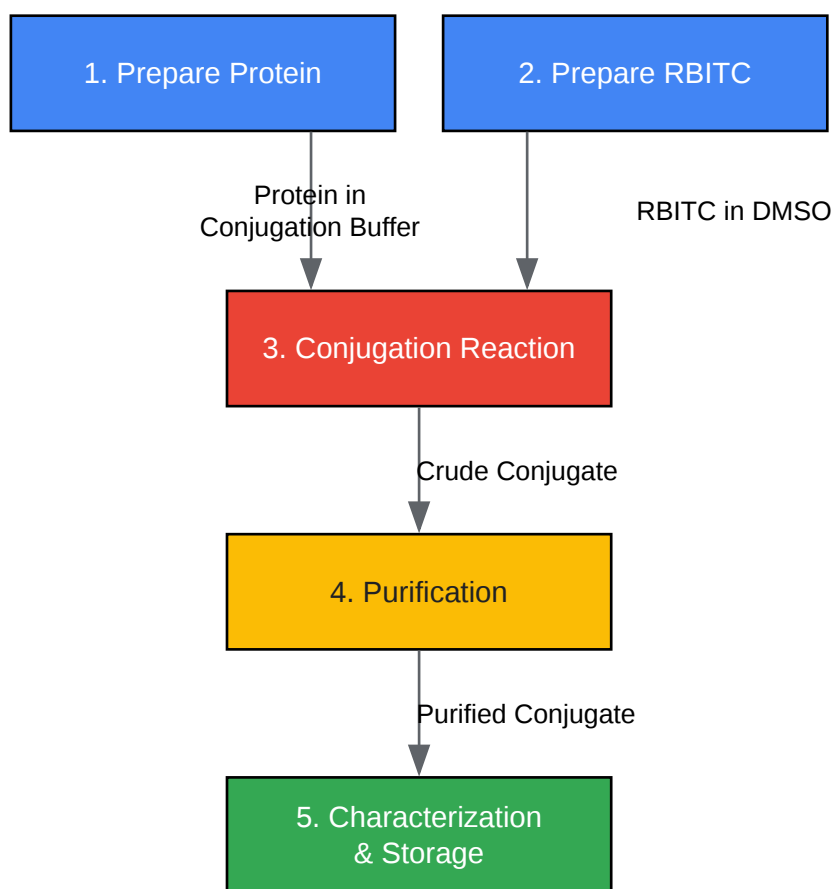 1. Prepare Protein
2. Prepare RBITC
Protein in
Conjugation Buffer
RBITC in DMSO
3. Conjugation Reaction
Crude Conjugate
4. Purification
Purified Conjugate
5. Characterization
& Storage